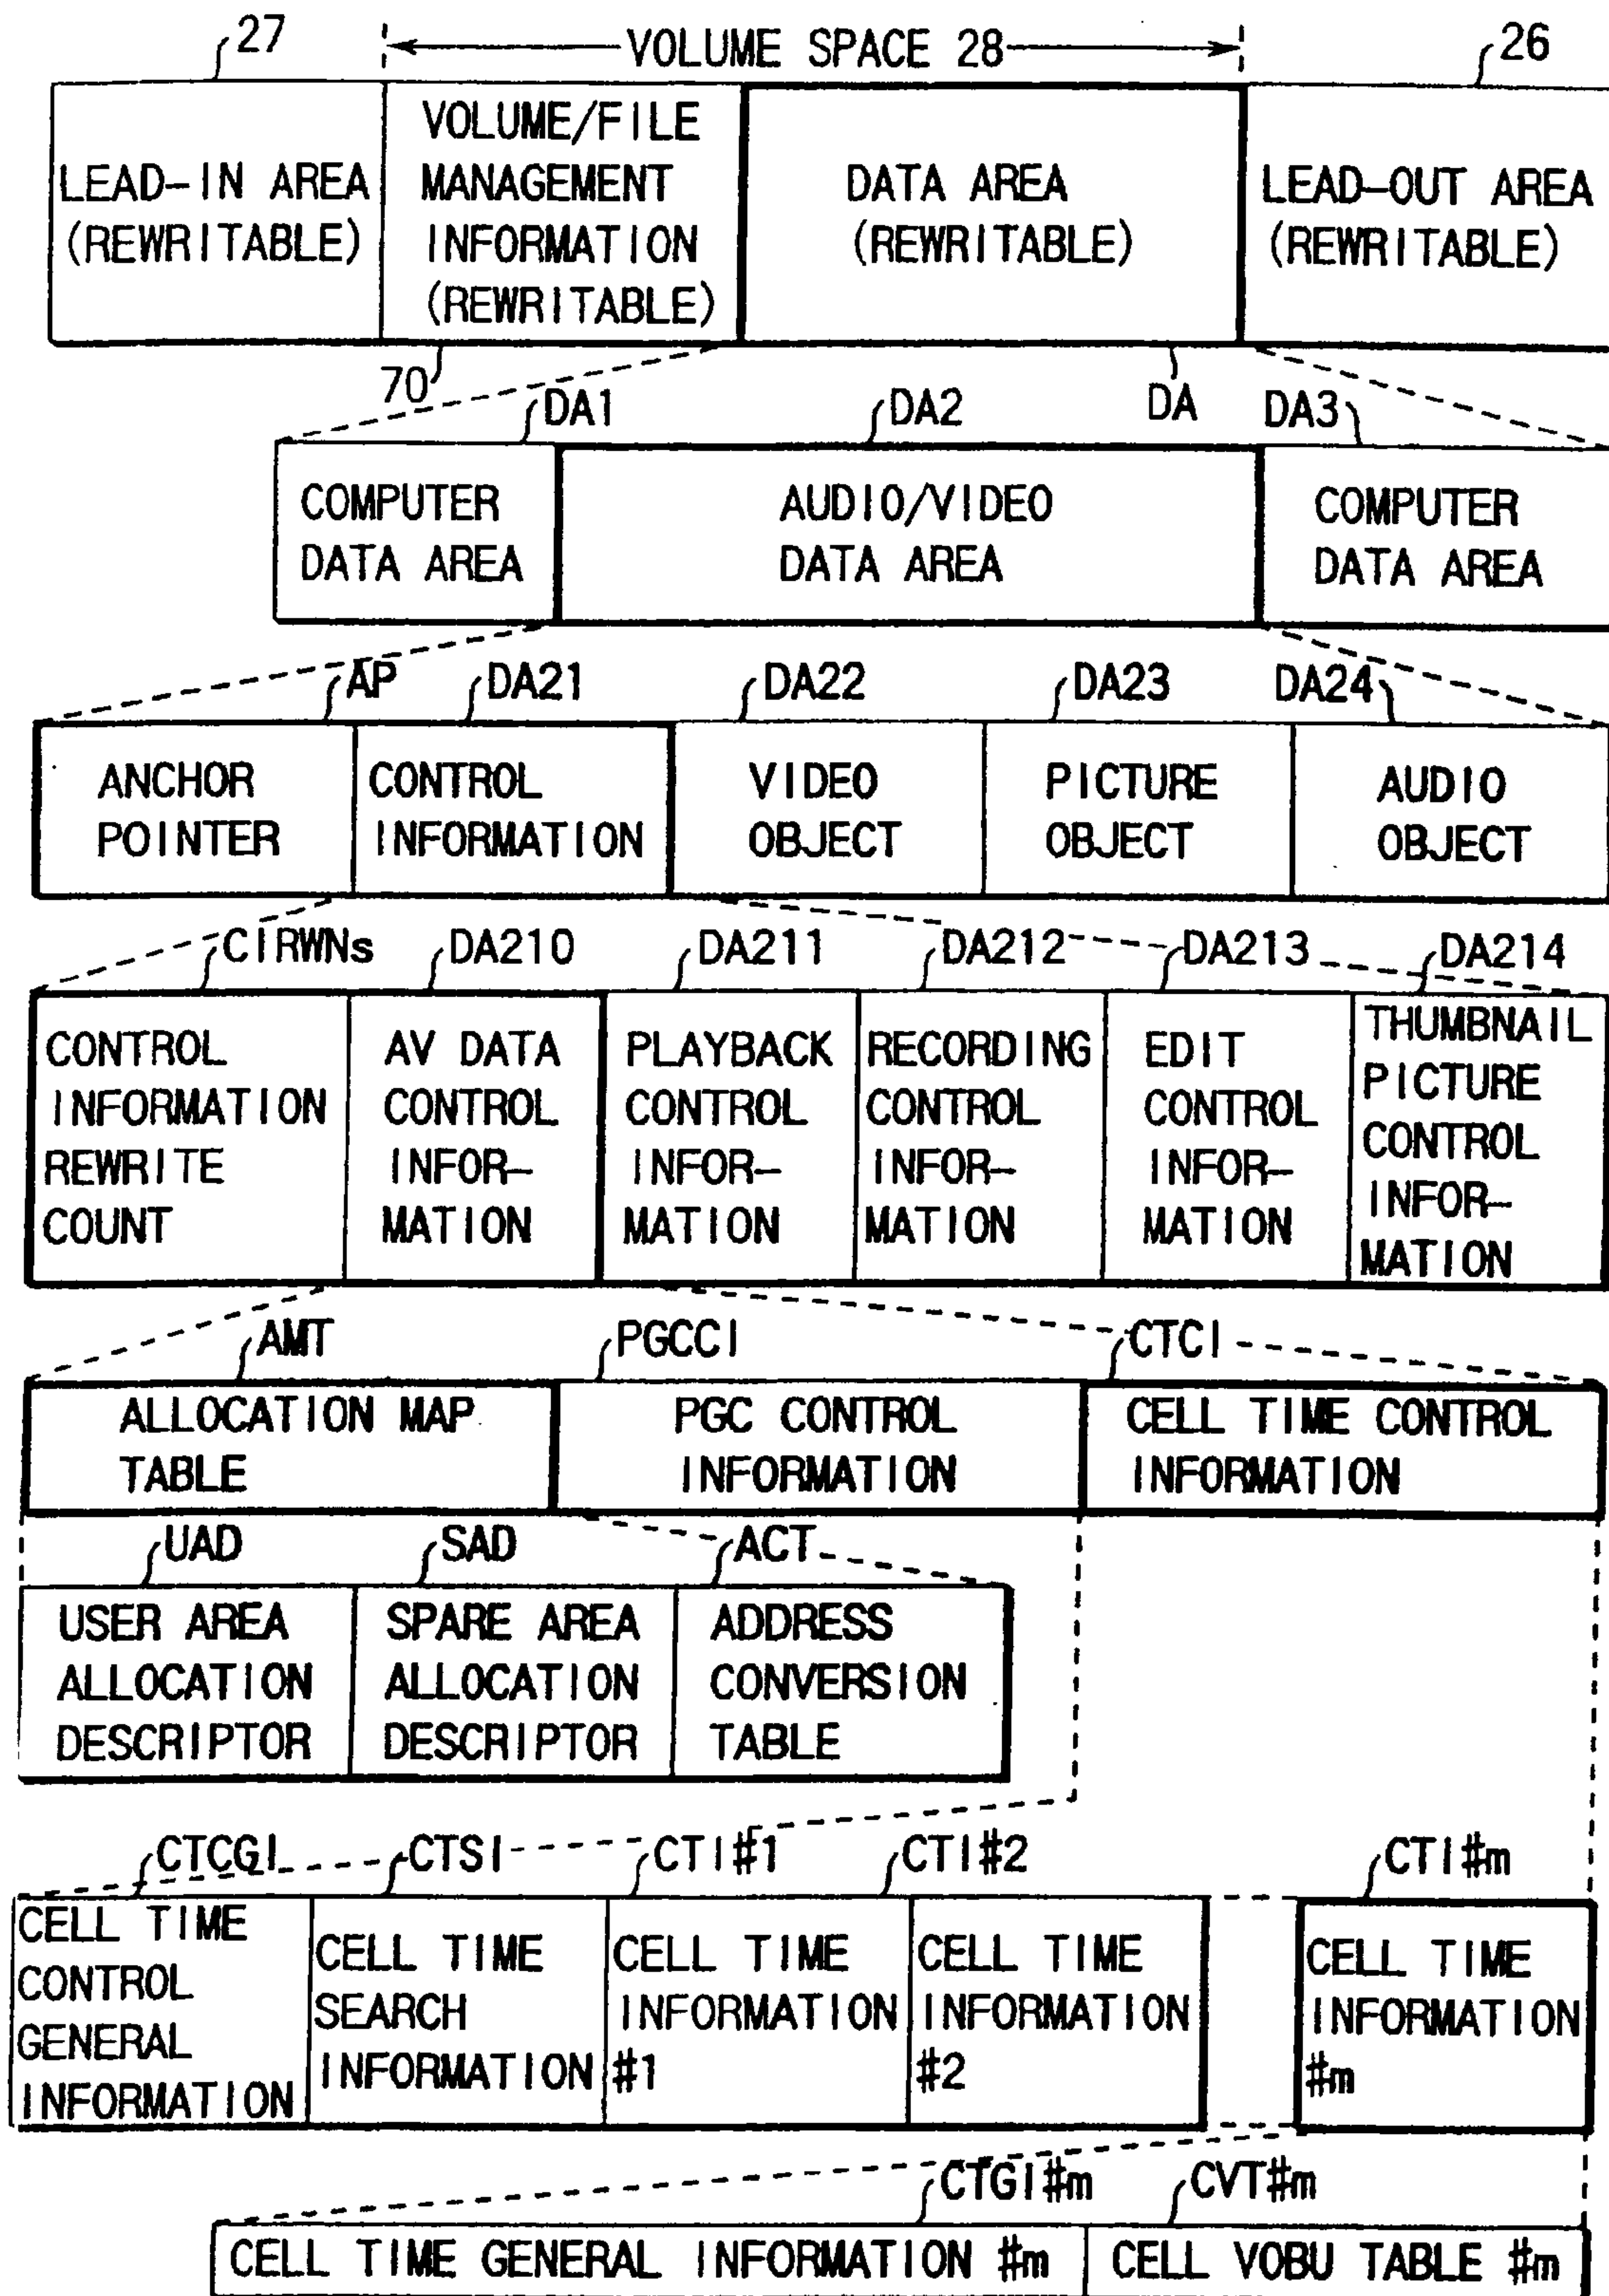 27
VOLUME SPACE 28
26
LEAD-IN AREA
(REWRITABLE)
VOLUME/FILE
MANAGEMENT
INFORMATION
(REWRITABLE)
DATA AREA
(REWRITABLE)
LEAD-OUT AREA
(REWRITABLE)
70
DA
DA1
DA2
DA3
COMPUTER
DATA AREA
AUDIO/VIDEO
DATA AREA
COMPUTER
DATA AREA
AP
DA21
DA22
DA23
DA24
ANCHOR
POINTER
CONTROL
INFORMATION
VIDEO
OBJECT
PICTURE
OBJECT
AUDIO
OBJECT
CIRWNs
DA210
DA211
DA212
DA213
DA214
CONTROL
INFORMATION
REWRITE
COUNT
AV DATA
CONTROL
INFOR-
MATION
PLAYBACK
CONTROL
INFOR-
MATION
RECORDING
CONTROL
INFOR-
MATION
EDIT
CONTROL
INFOR-
MATION
THUMBNAIL
PICTURE
CONTROL
INFOR-
MATION
AMT
PGCCI
CTCI
ALLOCATION MAP
TABLE
PGC CONTROL
INFORMATION
CELL TIME CONTROL
INFORMATION
UAD
SAD
ACT
USER AREA
ALLOCATION
DESCRIPTOR
SPARE AREA
ALLOCATION
DESCRIPTOR
ADDRESS
CONVERSION
TABLE
CTCGI
CTSI
CTI#1
CTI#2
CTI#m
CELL TIME
CONTROL
GENERAL
INFORMATION
CELL TIME
SEARCH
INFORMATION
CELL TIME
INFORMATION
#1
CELL TIME
INFORMATION
#2
CELL TIME
INFORMATION
#m
CTGI#m
CVT#m
CELL TIME GENERAL INFORMATION #m
CELL VOBU TABLE #m